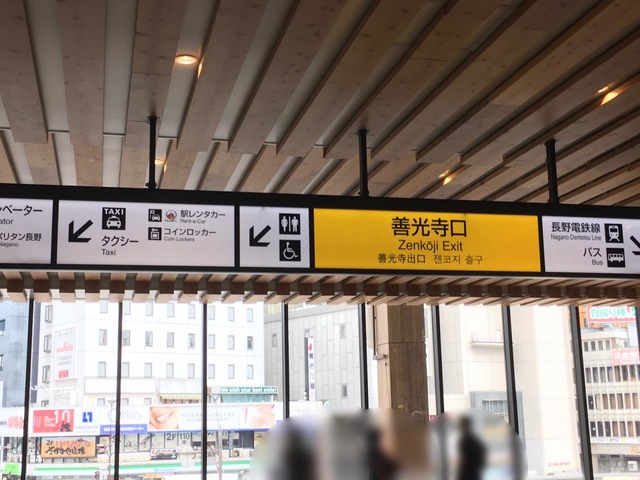 ベーター
ator
パリタン長野
Nagano
TAXI
タクシー
Taxi
駅レンタカー
Rent-a-Car
コインロッカー
Coin Lockers
善光寺口
Zenkōji Exit
善光寺出口 젠코지 출구
長野電鉄線
Nagano Dentetsu Line
バス
Bus
2F